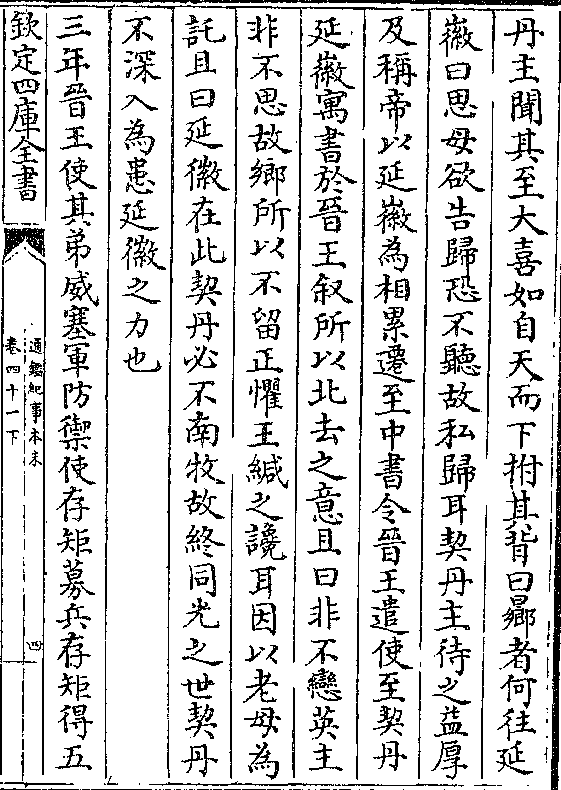 丹主聞其至大喜如自天而下拊其背曰曏者何往延
徽曰思母欲告歸恐不聽故私歸耳契丹主待之益厚
及稱帝以延徽為相累遷至中書令晉王遣使至契丹
延徽寓書於晉王叙所以北去之意且曰非不戀英主
非不思故鄉所以不留正懼王緘之讒耳因以老母為
託且曰延徽在此契丹必不南牧故終同光之世契丹
不深入為患延徽之力也
三年晉王使其弟威塞軍防禦使存矩募兵存矩得五
欽定四庫全書
通鑑紀事本末
卷四十一下
四